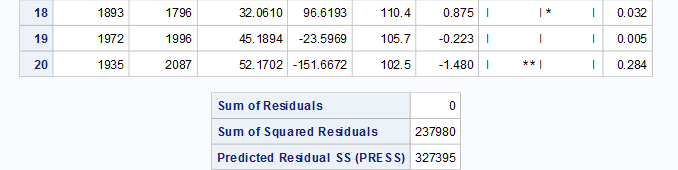 18 1893 1796 32.0610 96.6193 110.4 0.875 | |* | 0.032
19 1972 1996 45.1894 -23.5969 105.7 -0.223 | | | 0.005
20 1935 2087 52.1702 -151.6672 102.5 -1.480 | **| | 0.284
Sum of Residuals 0
Sum of Squared Residuals 237980
Predicted Residual SS (PRESS) 327395